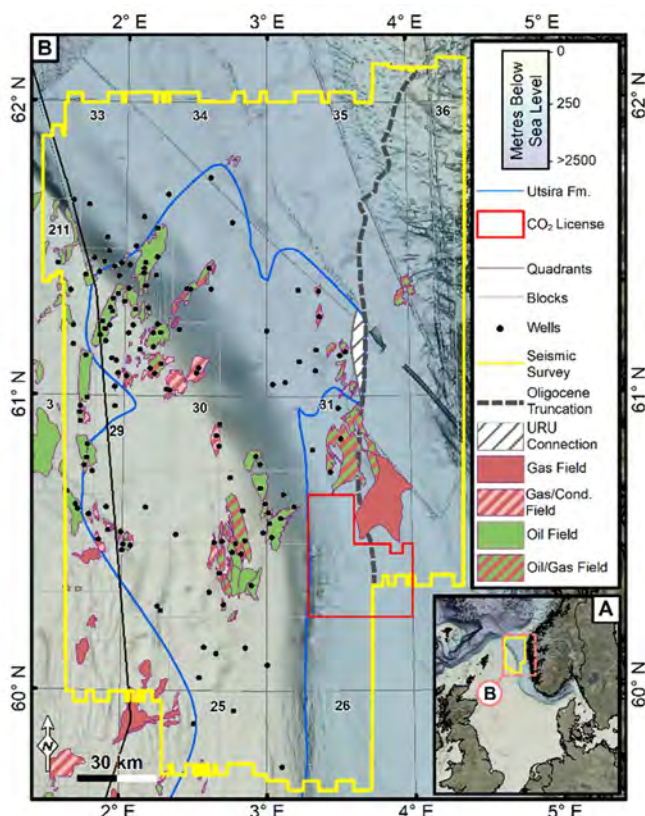 B
2° E
3° E
4° E
5° E
62° N
61° N
60° N
33
34
35
36
211
3
29
30
31
25
26
N
30 km
2° E
3° E
4° E
5° E
Metres Below
Sea Level
0
250
>2500
Utsira Fm.
CO₂ License
Quadrants
Blocks
Wells
Seismic
Survey
Oligocene
Truncation
URU
Connection
Gas Field
Gas/Cond.
Field
Oil Field
Oil/Gas Field
62° N
61° N
60° N
A
B